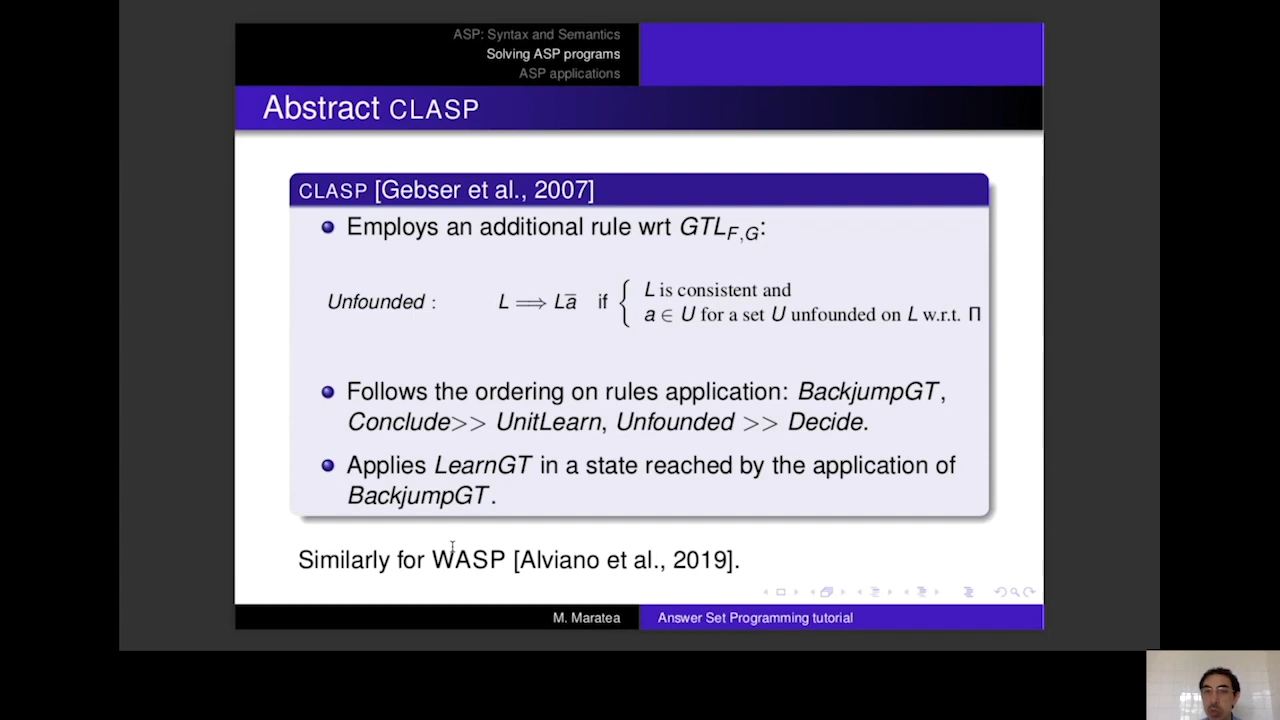 ASP: Syntax and Semantics
Solving ASP programs
ASP applications
Abstract CLASP
CLASP [Gebser et al., 2007]
Employs an additional rule wrt GTL_F,G:
Unfounded : L ⟹ Lā if { L is consistent and
a ∈ U for a set U unfounded on L w.r.t. Π
Follows the ordering on rules application: BackjumpGT,
Conclude>> UnitLearn, Unfounded >> Decide.
Applies LearnGT in a state reached by the application of
BackjumpGT.
Similarly for WASP [Alviano et al., 2019].
M. Maratea
Answer Set Programming tutorial